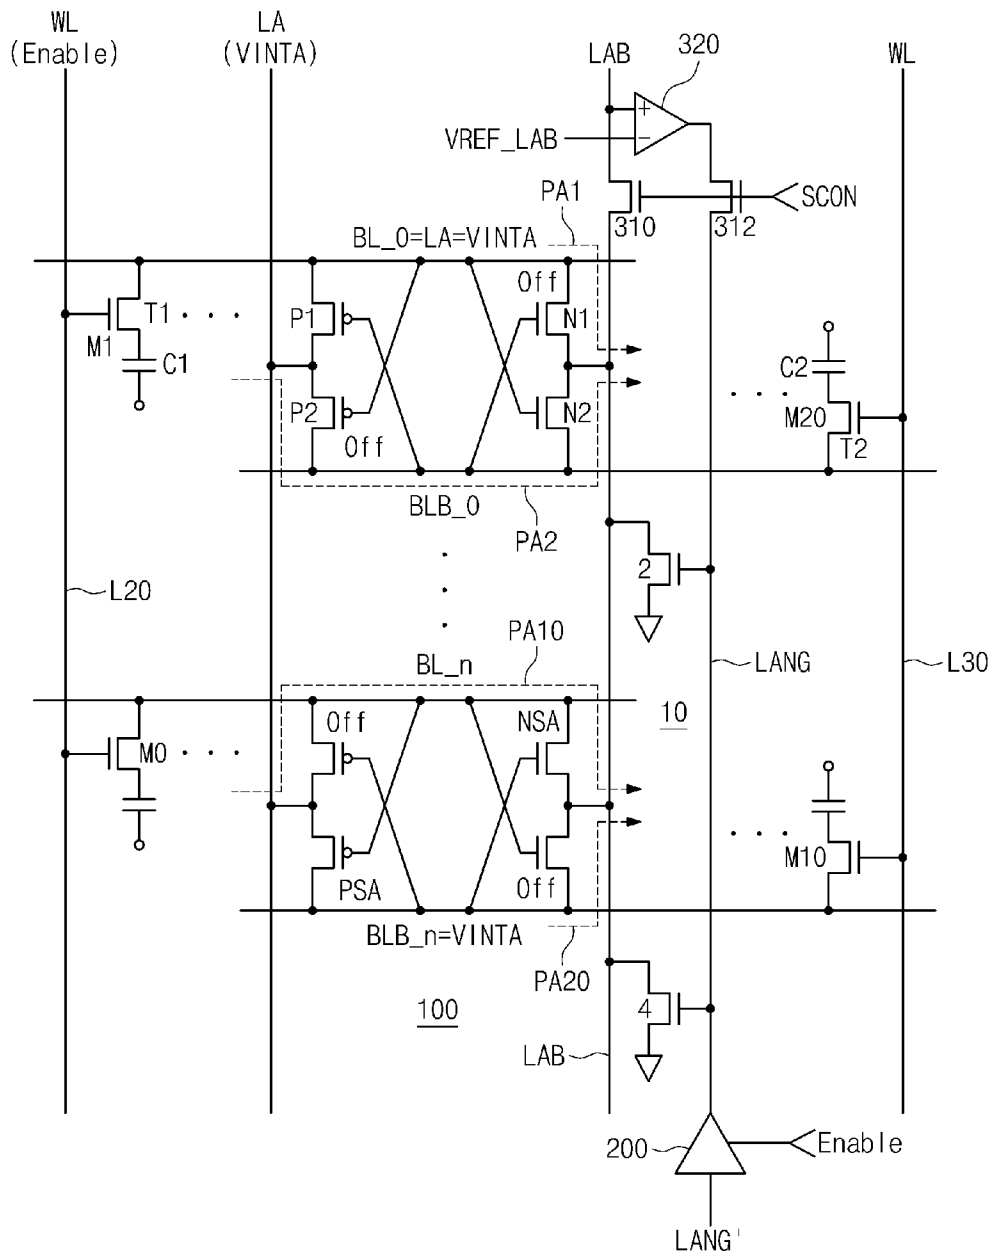 WL
(Enable)
LA
(VINTA)
LAB
320
WL
VREF_LAB
+
−
PA1
310
312
SCON
BL_0=LA=VINTA
Off
P1
N1
T1
M1
C1
C2
P2
N2
M20
T2
Off
BLB_0
PA2
2
L20
PA10
BL_n
LANG
L30
Off
NSA
10
M0
M10
PSA
Off
BLB_n=VINTA
PA20
100
4
LAB
200
Enable
LANG'